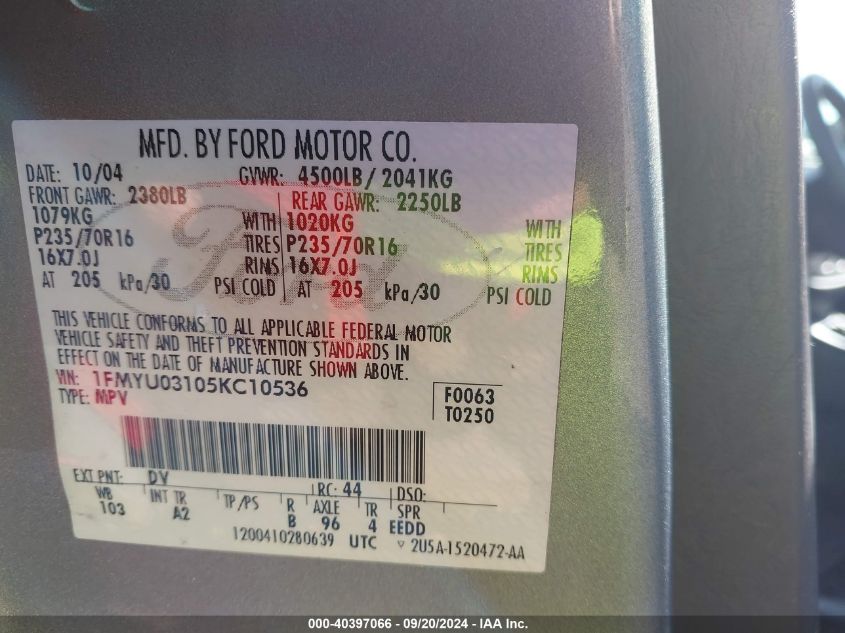 MFD. BY FORD MOTOR CO.
DATE: 10/04 GVWR: 4500LB/ 2041KG
FRONT GAWR: 2380LB REAR GAWR: 2250LB
1079KG WITH 1020KG WITH
P235/70R16 TIRES P235/70R16 TIRES
16X7.0J RIMS 16X7.0J RIMS
AT 205 kPa/30 PSI COLD AT 205 kPa/30 PSI COLD
Ford
THIS VEHICLE CONFORMS TO ALL APPLICABLE FEDERAL MOTOR
VEHICLE SAFETY AND THEFT PREVENTION STANDARDS IN
EFFECT ON THE DATE OF MANUFACTURE SHOWN ABOVE.
VIN: 1FMYU03105KC10536 F0063
TYPE: MPV T0250
EXT PNT: DV RC: 44 DSO:
WB INT TR TP/PS R AXLE TR SPR
103 A2 B 96 4 EEDD
1200410280639 UTC ▽ 2U5A-1520472-AA
000-40397066 - 09/20/2024 - IAA Inc.